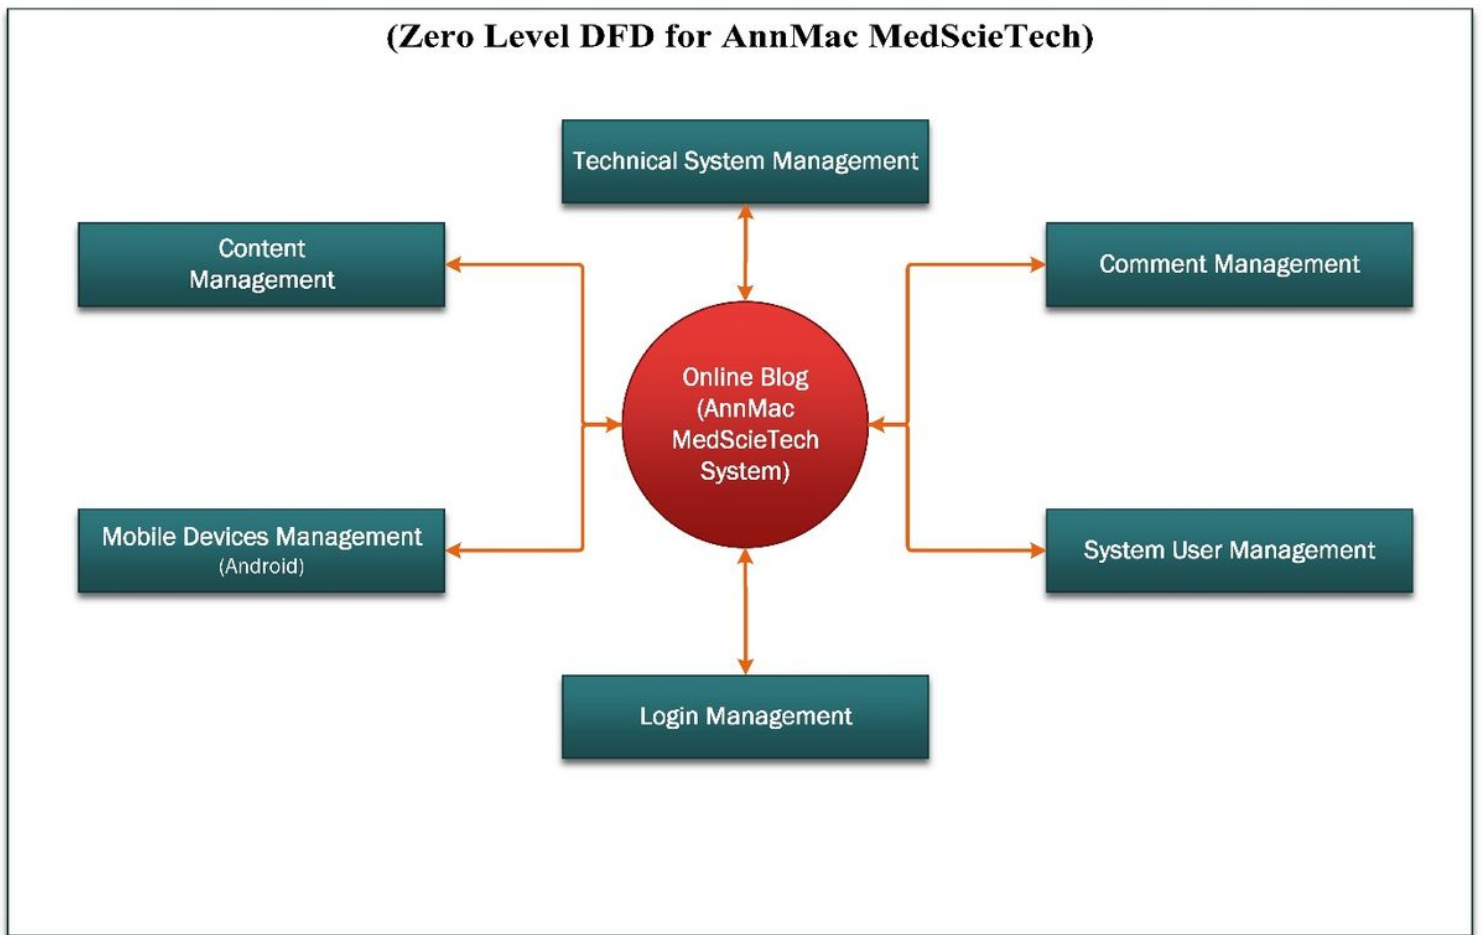 (Zero Level DFD for AnnMac MedScieTech)
Technical System Management
Content
Management
Comment Management
Online Blog
(AnnMac
MedScieTech
System)
Mobile Devices Management
(Android)
System User Management
Login Management